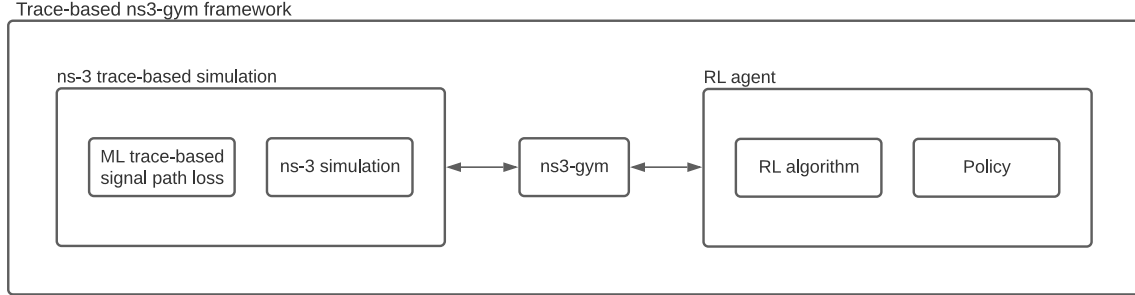 Trace-based ns3-gym framework
ns-3 trace-based simulation
RL agent
ML trace-based
signal path loss
ns-3 simulation
ns3-gym
RL algorithm
Policy